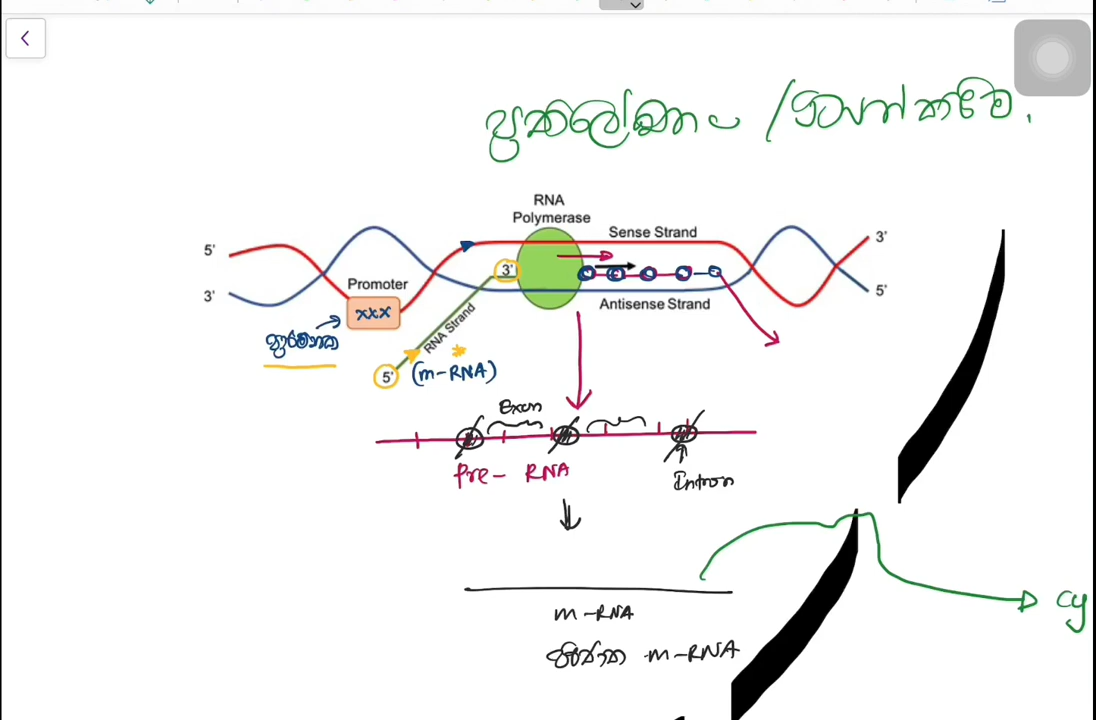 ප්‍රතිලේඛනය /
RNA
Polymerase
Sense Strand
5'
3'
3'
3'
5'
Promoter
xxx
Antisense Strand
RNA Strand
5'
(m-RNA)
Exon
Pre- RNA
Intron
cy
m-RNA
m-RNA